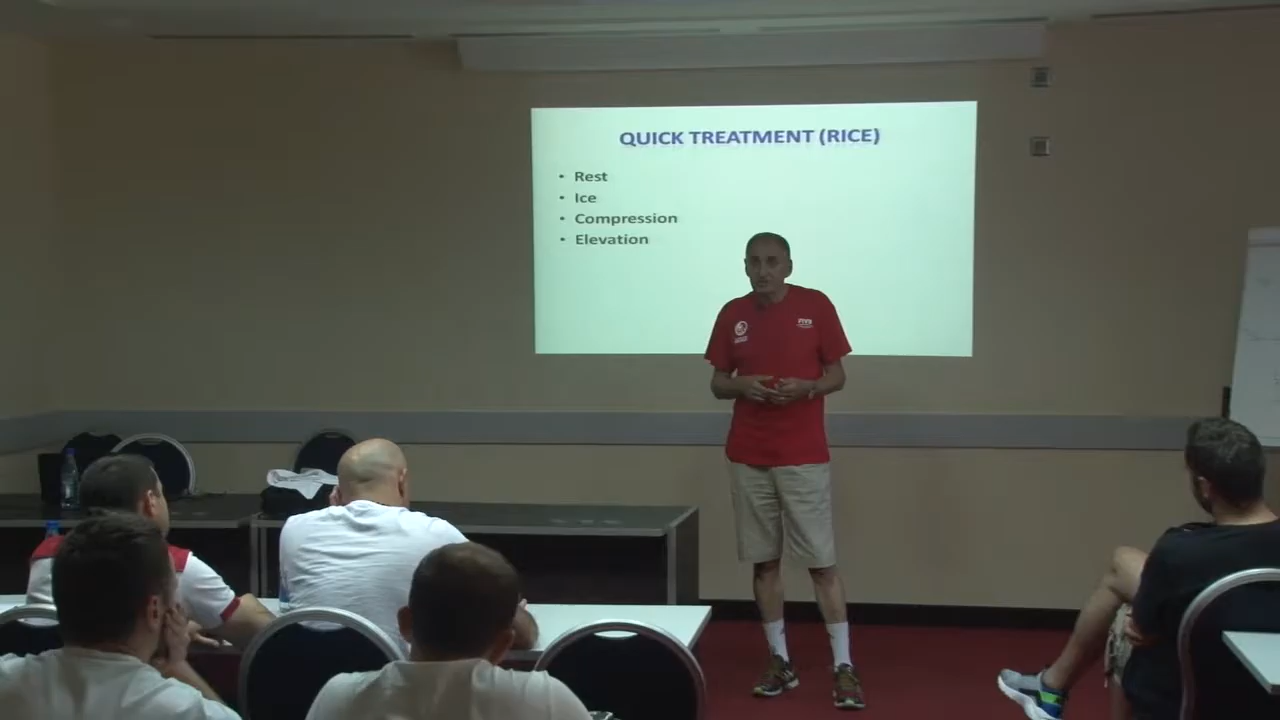 QUICK TREATMENT (RICE)
• Rest
• Ice
• Compression
• Elevation
FIVB